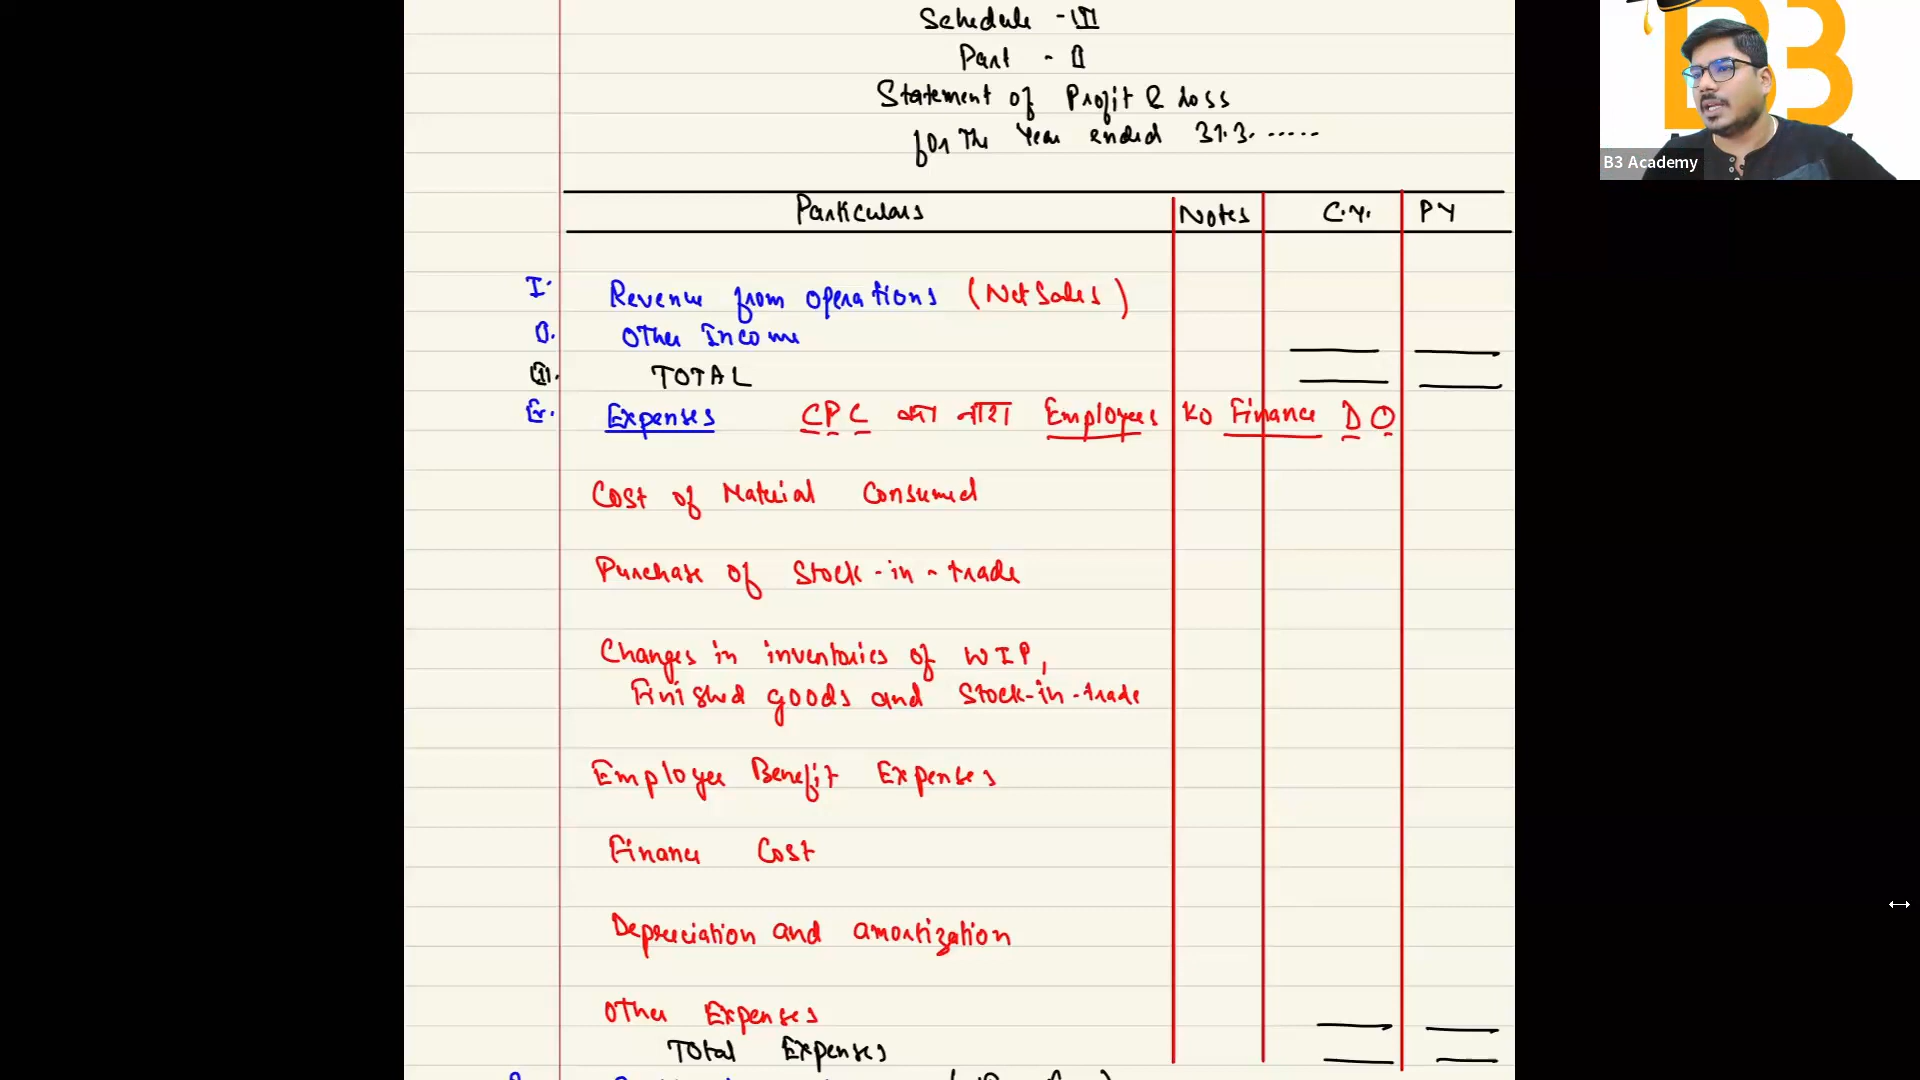 Schedule - III
Part - II
Statement of Profit & Loss
for the Year ended 31.3. .....
Particulars Notes C.Y. PY
I. Revenue from operations (Net Sales)
II. Other Income
III. TOTAL
IV. Expenses CPC का नारा Employees KO Finance D O
Cost of Material Consumed
Purchase of Stock-in-trade
Changes in inventories of WIP,
Finished goods and Stock-in-trade
Employee Benefit Expenses
Finance Cost
Depreciation and amortization
Other Expenses
Total Expenses
B3
B3 Academy